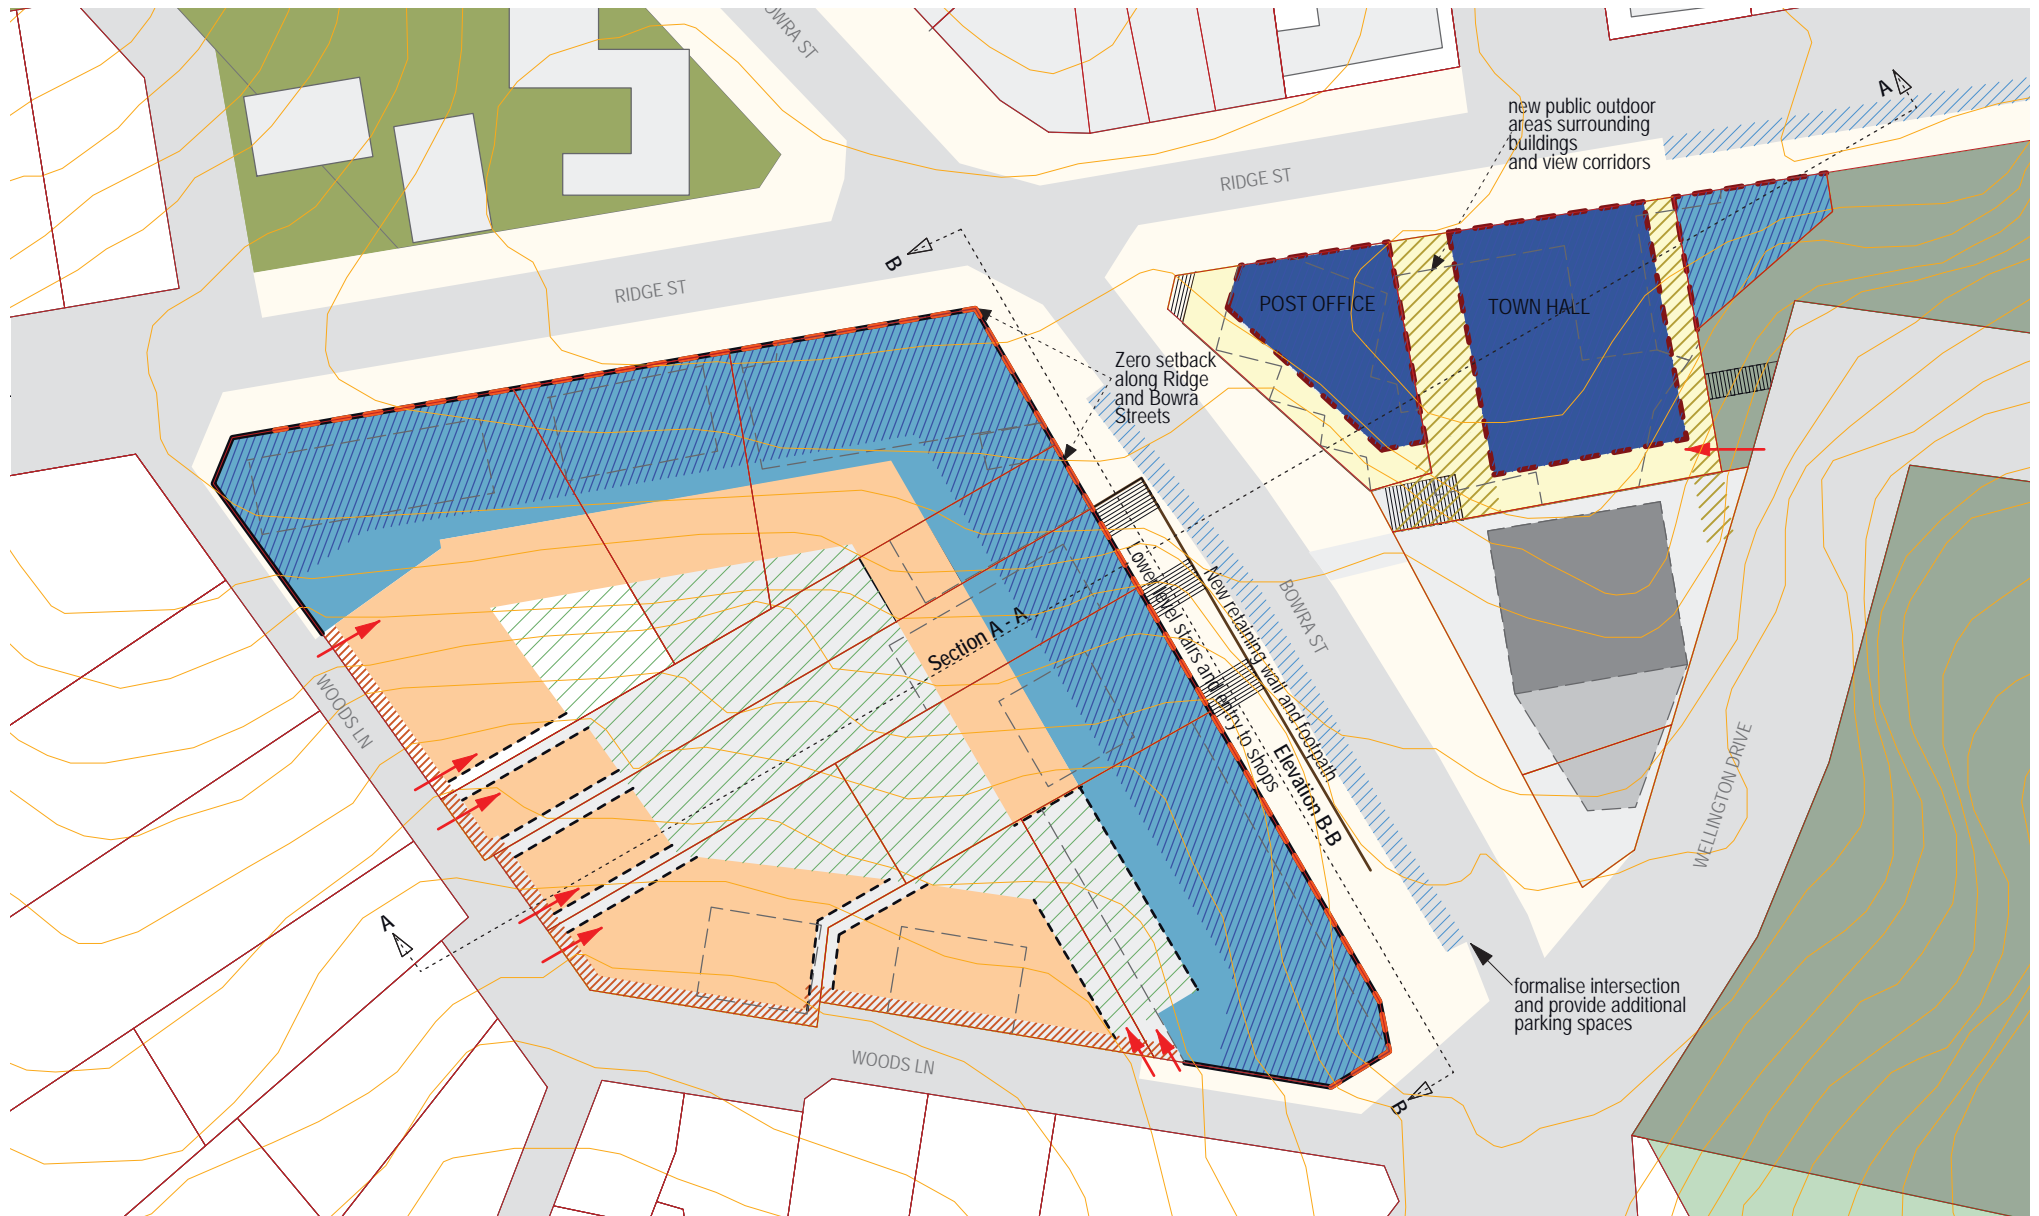 BOWRA ST
A
new public outdoor
areas surrounding
buildings
and view corridors
RIDGE ST
B
RIDGE ST
POST OFFICE
TOWN HALL
Zero setback
along Ridge
and Bowra
Streets
Section A - A
Lower level stairs and entry to shops
New retaining wall and footpath
BOWRA ST
Elevation B-B
WOODS LN
WELLINGTON DRIVE
A
formalise intersection
and provide additional
parking spaces
WOODS LN
B